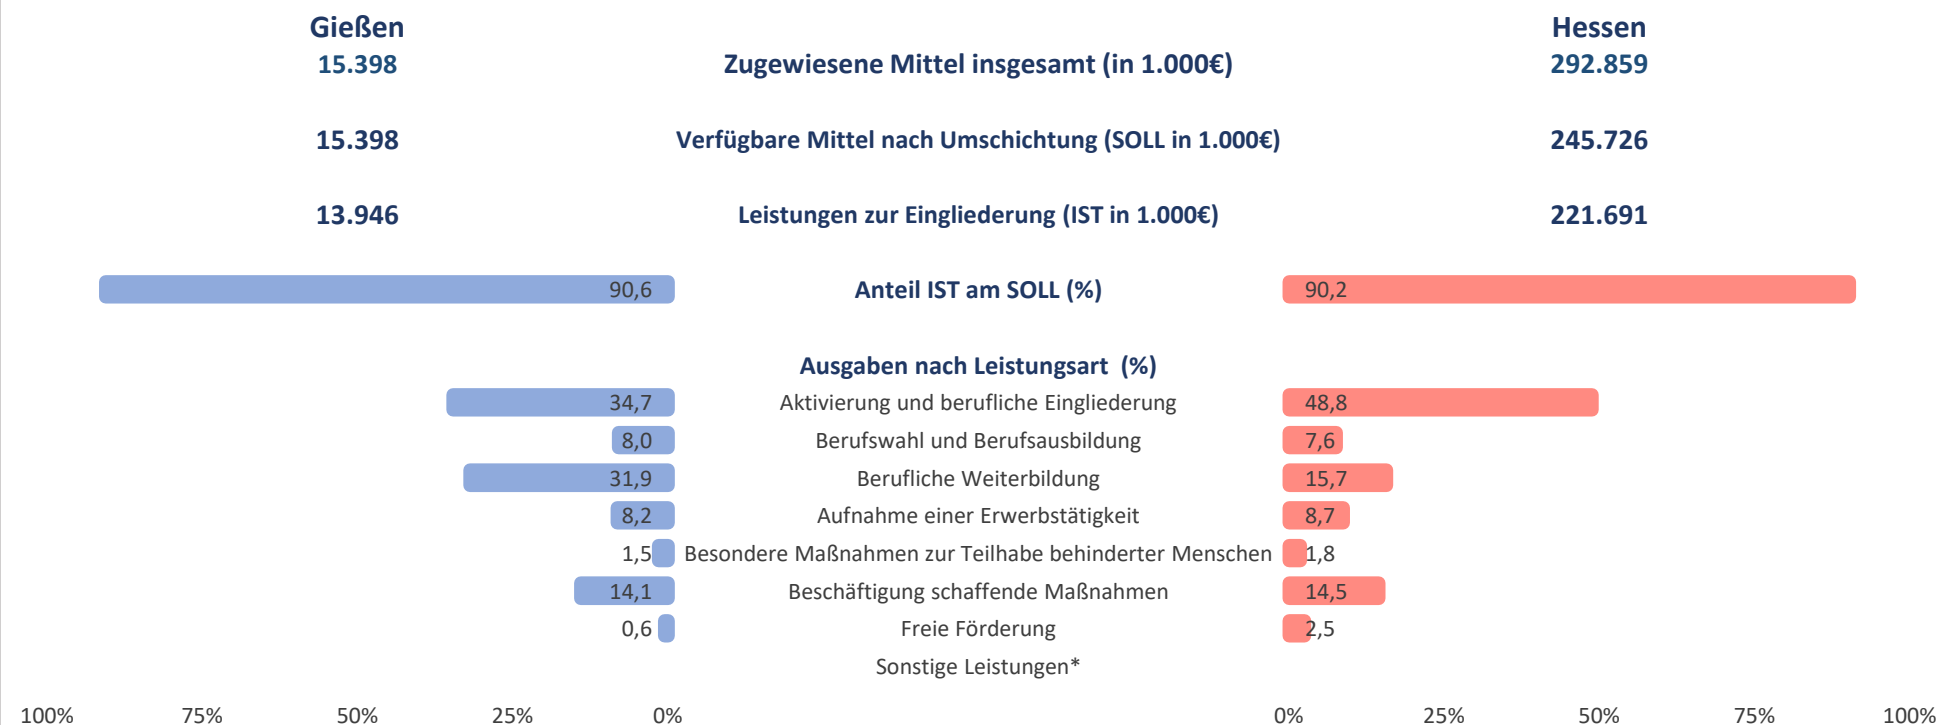 Gießen Hessen
15.398 Zugewiesene Mittel insgesamt (in 1.000€) 292.859
15.398 Verfügbare Mittel nach Umschichtung (SOLL in 1.000€) 245.726
13.946 Leistungen zur Eingliederung (IST in 1.000€) 221.691
90,6 Anteil IST am SOLL (%) 90,2
Ausgaben nach Leistungsart (%)
34,7 Aktivierung und berufliche Eingliederung 48,8
8,0 Berufswahl und Berufsausbildung 7,6
31,9 Berufliche Weiterbildung 15,7
8,2 Aufnahme einer Erwerbstätigkeit 8,7
1,5 Besondere Maßnahmen zur Teilhabe behinderter Menschen 1,8
14,1 Beschäftigung schaffende Maßnahmen 14,5
0,6 Freie Förderung 2,5
Sonstige Leistungen*
100% 75% 50% 25% 0% 0% 25% 50% 75% 100%